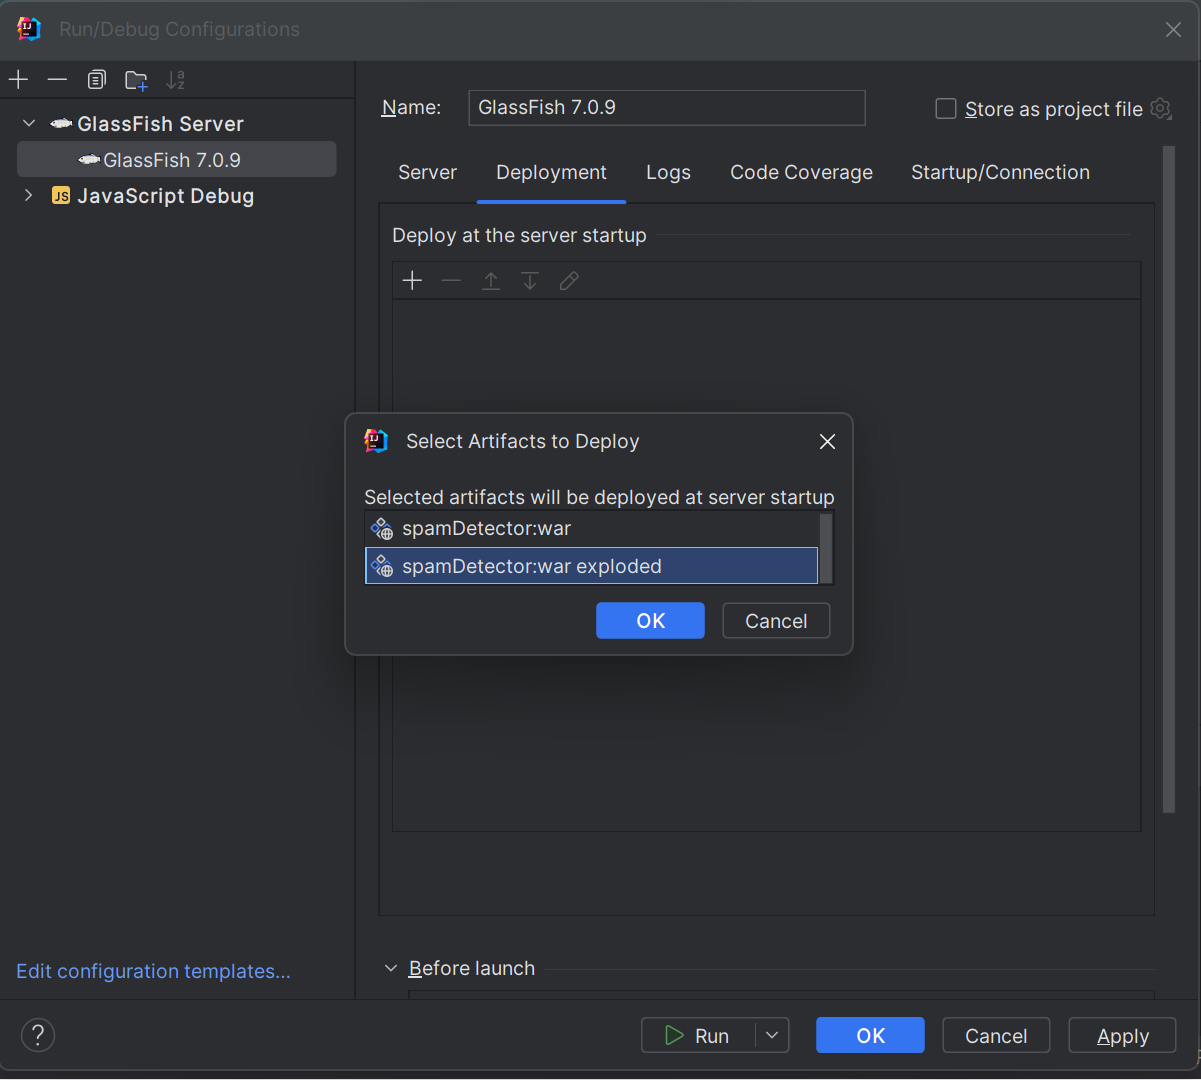 Run/Debug Configurations
GlassFish Server
GlassFish 7.0.9
JS JavaScript Debug
Name: GlassFish 7.0.9
Store as project file
Server Deployment Logs Code Coverage Startup/Connection
Deploy at the server startup
Select Artifacts to Deploy
Selected artifacts will be deployed at server startup
spamDetector:war
spamDetector:war exploded
OK Cancel
Before launch
Edit configuration templates...
? Run OK Cancel Apply